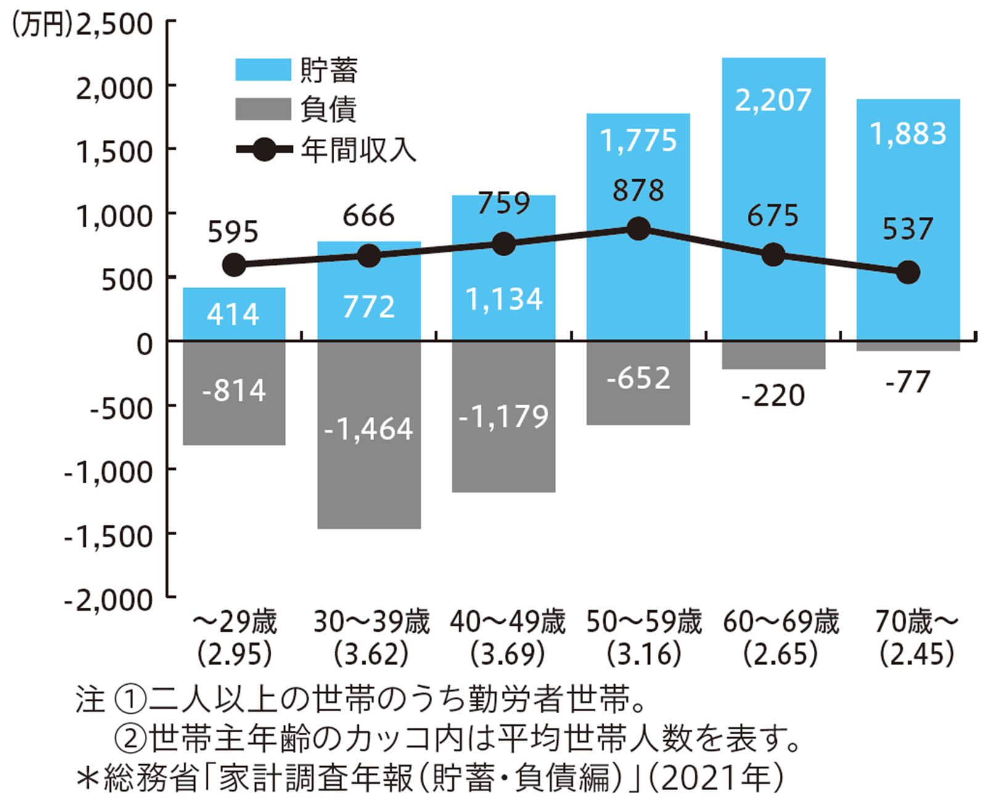 (万円)
2,500
2,000
1,500
1,000
500
0
-500
-1,000
-1,500
-2,000
貯蓄
負債
年間収入
595
666
759
878
675
537
414
772
1,134
1,775
2,207
1,883
-814
-1,464
-1,179
-652
-220
-77
～29歳
(2.95)
30～39歳
(3.62)
40～49歳
(3.69)
50～59歳
(3.16)
60～69歳
(2.65)
70歳～
(2.45)
注 ①二人以上の世帯のうち勤労者世帯。
②世帯主年齢のカッコ内は平均世帯人数を表す。
＊総務省「家計調査年報（貯蓄・負債編）」（2021年）